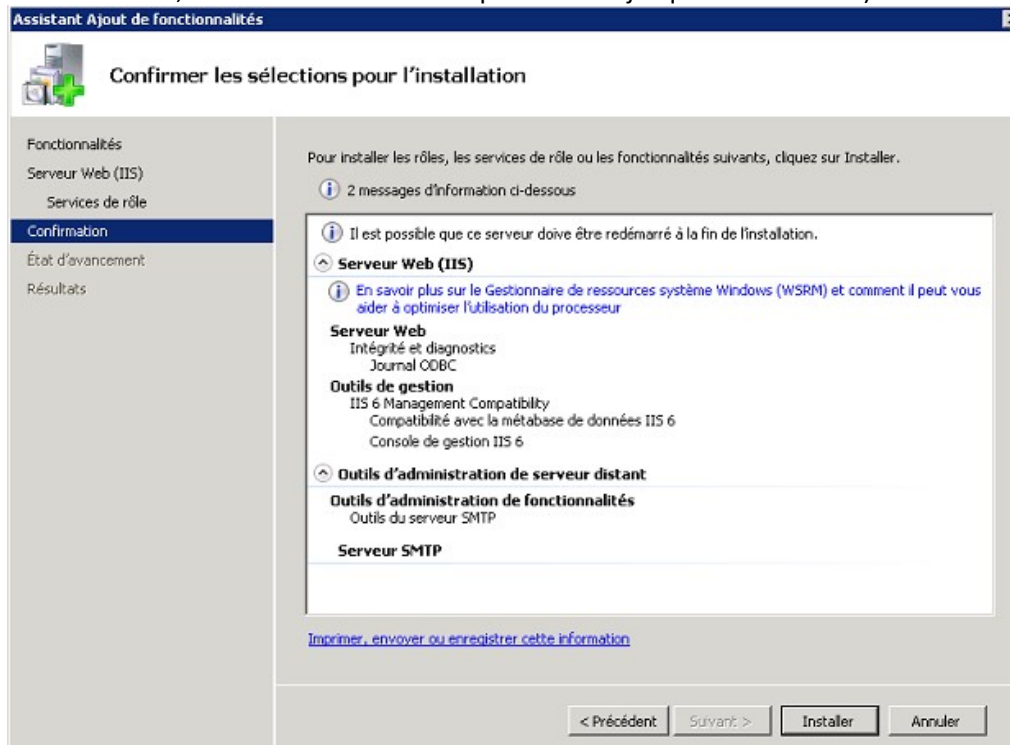 Assistant Ajout de fonctionnalités
Confirmer les sélections pour l'installation
Fonctionnalités
Serveur Web (IIS)
Services de rôle
Confirmation
État d'avancement
Résultats
Pour installer les rôles, les services de rôle ou les fonctionnalités suivants, cliquez sur Installer.
2 messages d'information ci-dessous
Il est possible que ce serveur doive être redémarré à la fin de l'installation.
Serveur Web (IIS)
En savoir plus sur le Gestionnaire de ressources système Windows (WSRM) et comment il peut vous
aider à optimiser l'utilisation du processeur
Serveur Web
Intégrité et diagnostics
Journal ODBC
Outils de gestion
IIS 6 Management Compatibility
Compatibilité avec la métabase de données IIS 6
Console de gestion IIS 6
Outils d'administration de serveur distant
Outils d'administration de fonctionnalités
Outils du serveur SMTP
Serveur SMTP
Imprimer, envoyer ou enregistrer cette information
< Précédent Suivant > Installer Annuler